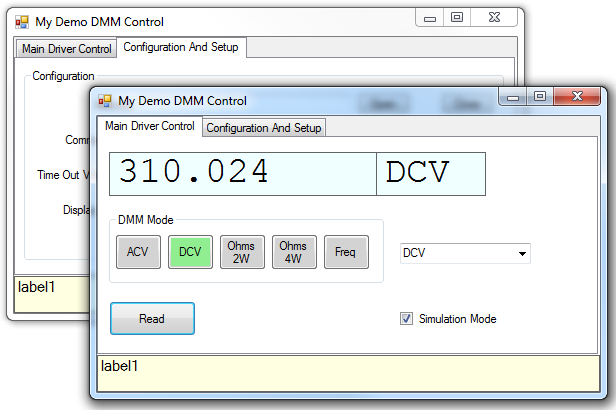 My Demo DMM Control
Main Driver Control Configuration And Setup
Configuration
Comm
Time Out V
Displa
label1
My Demo DMM Control
Main Driver Control Configuration And Setup
310.024 DCV
DMM Mode
ACV DCV Ohms 2W Ohms 4W Freq
DCV
Read Simulation Mode
label1